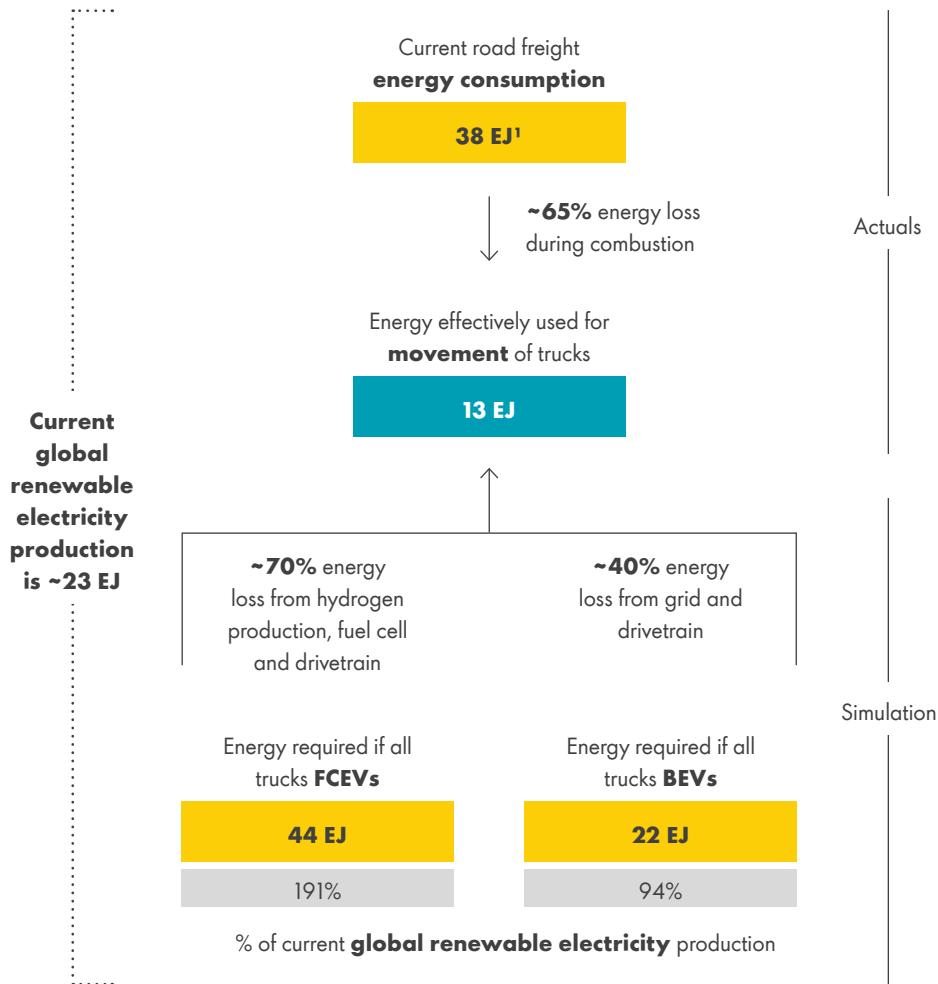 Current road freight
energy consumption
38 EJ¹
~65% energy loss
during combustion
Actuals
Energy effectively used for
movement of trucks
13 EJ
Current
global
renewable
electricity
production
is ~23 EJ
~70% energy
loss from hydrogen
production, fuel cell
and drivetrain
~40% energy
loss from grid and
drivetrain
Simulation
Energy required if all
trucks FCEVs
44 EJ
191%
Energy required if all
trucks BEVs
22 EJ
94%
% of current global renewable electricity production